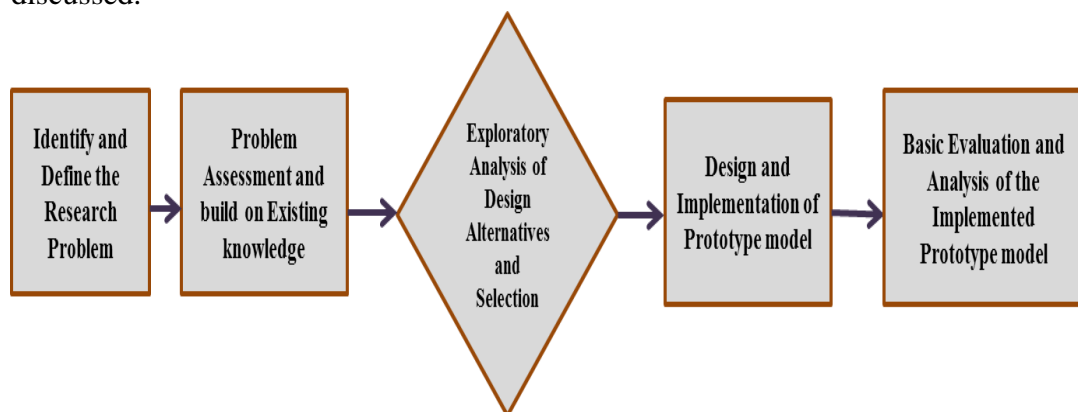 discussed.
Identify and
Define the
Research
Problem
Problem
Assessment and
build on Existing
knowledge
Exploratory
Analysis of
Design
Alternatives
and
Selection
Design and
Implementation of
Prototype model
Basic Evaluation and
Analysis of the
Implemented
Prototype model